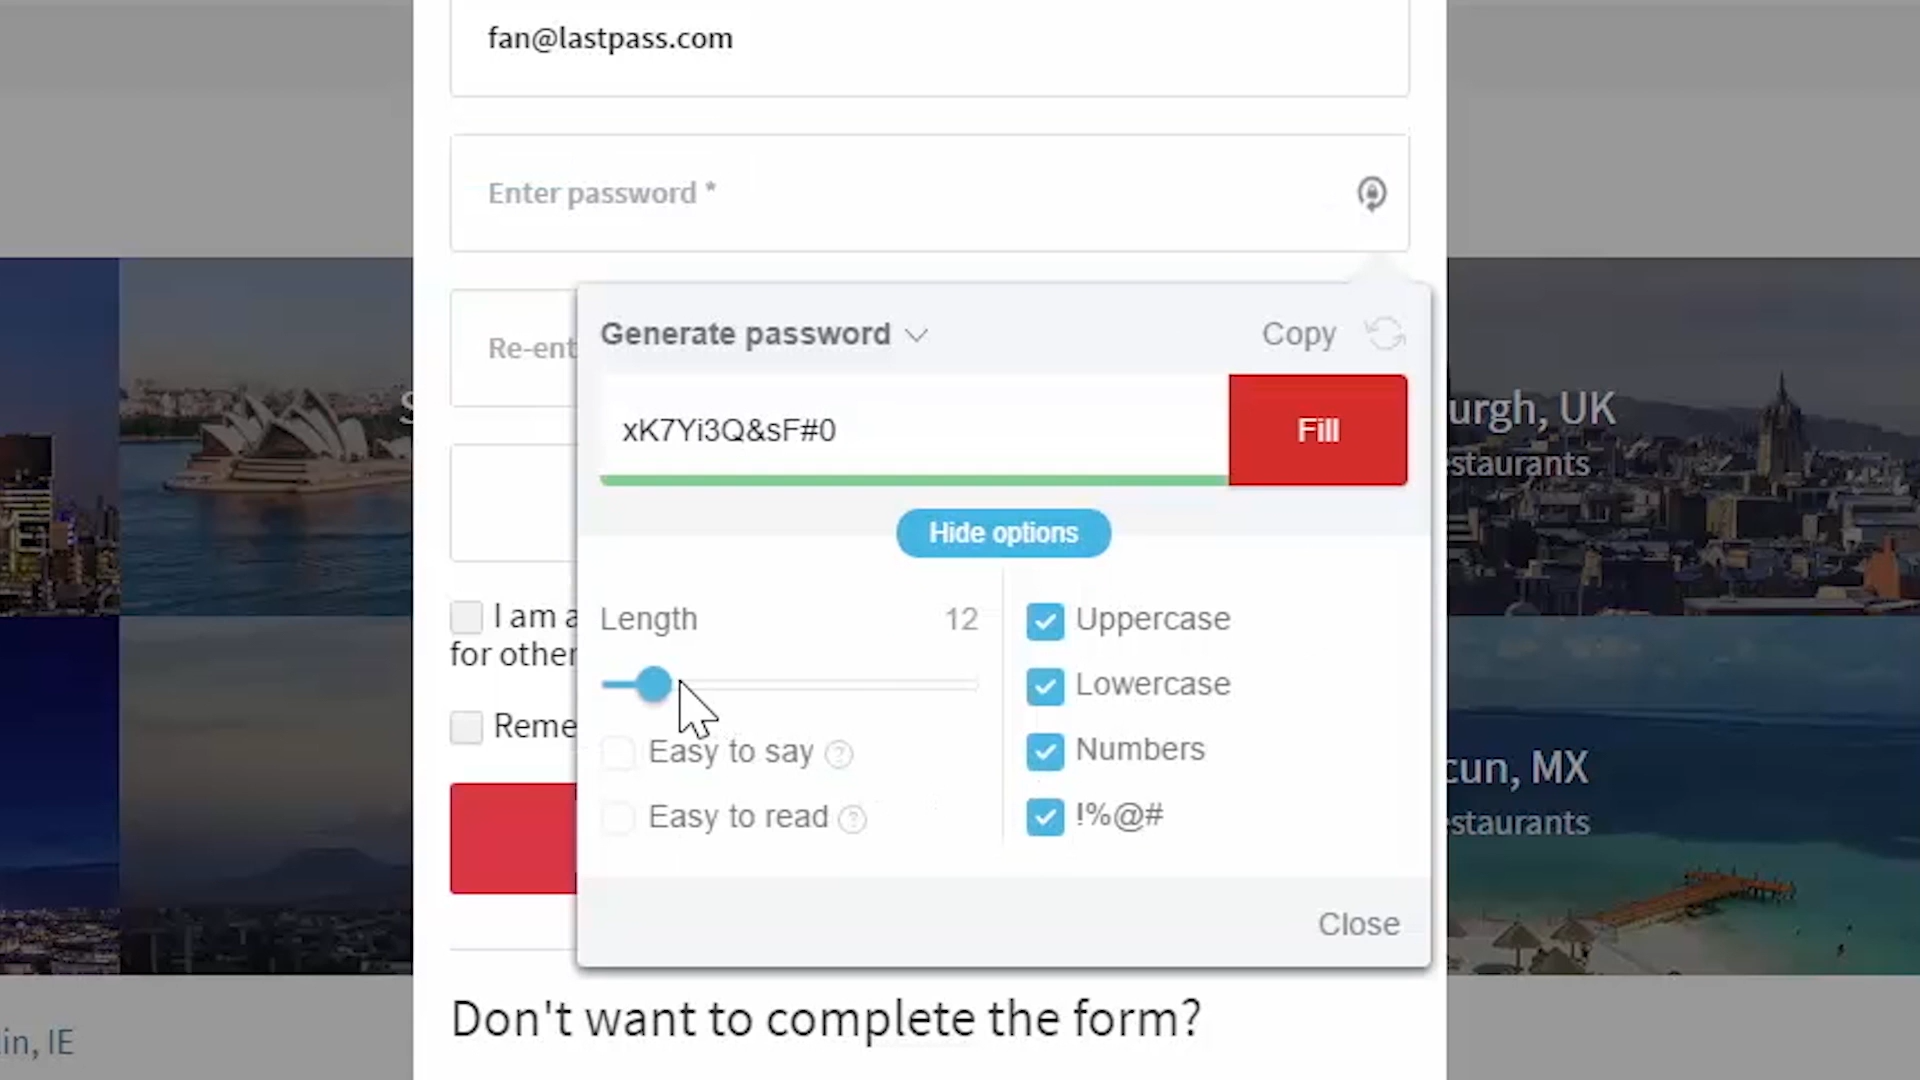 fan@lastpass.com
Enter password *
Re-ent
Generate password
Copy
xK7Yi3Q&sF#0
Fill
Hide options
Length 12
Easy to say ?
Easy to read ?
Uppercase
Lowercase
Numbers
!%@#
Close
I am a
for other
Reme
Don't want to complete the form?
S
urgh, UK
staurants
cun, MX
staurants
in, IE